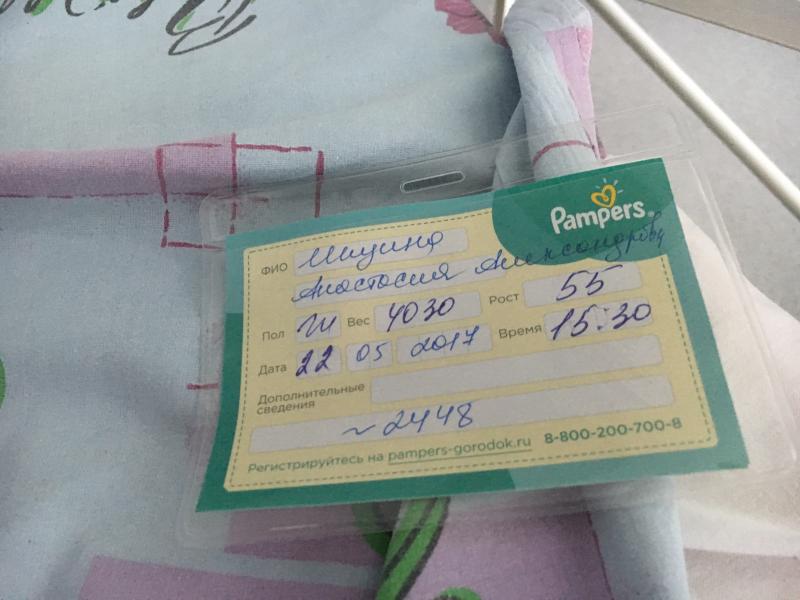 Pampers
ФИО
Анастасия Александровн
Пол Ж Вес 4030 Рост 55
Дата 22 05 2017 Время 15:30
Дополнительные
сведения
~ 2448
Регистрируйтесь на pampers-gorodok.ru 8-800-200-700-8